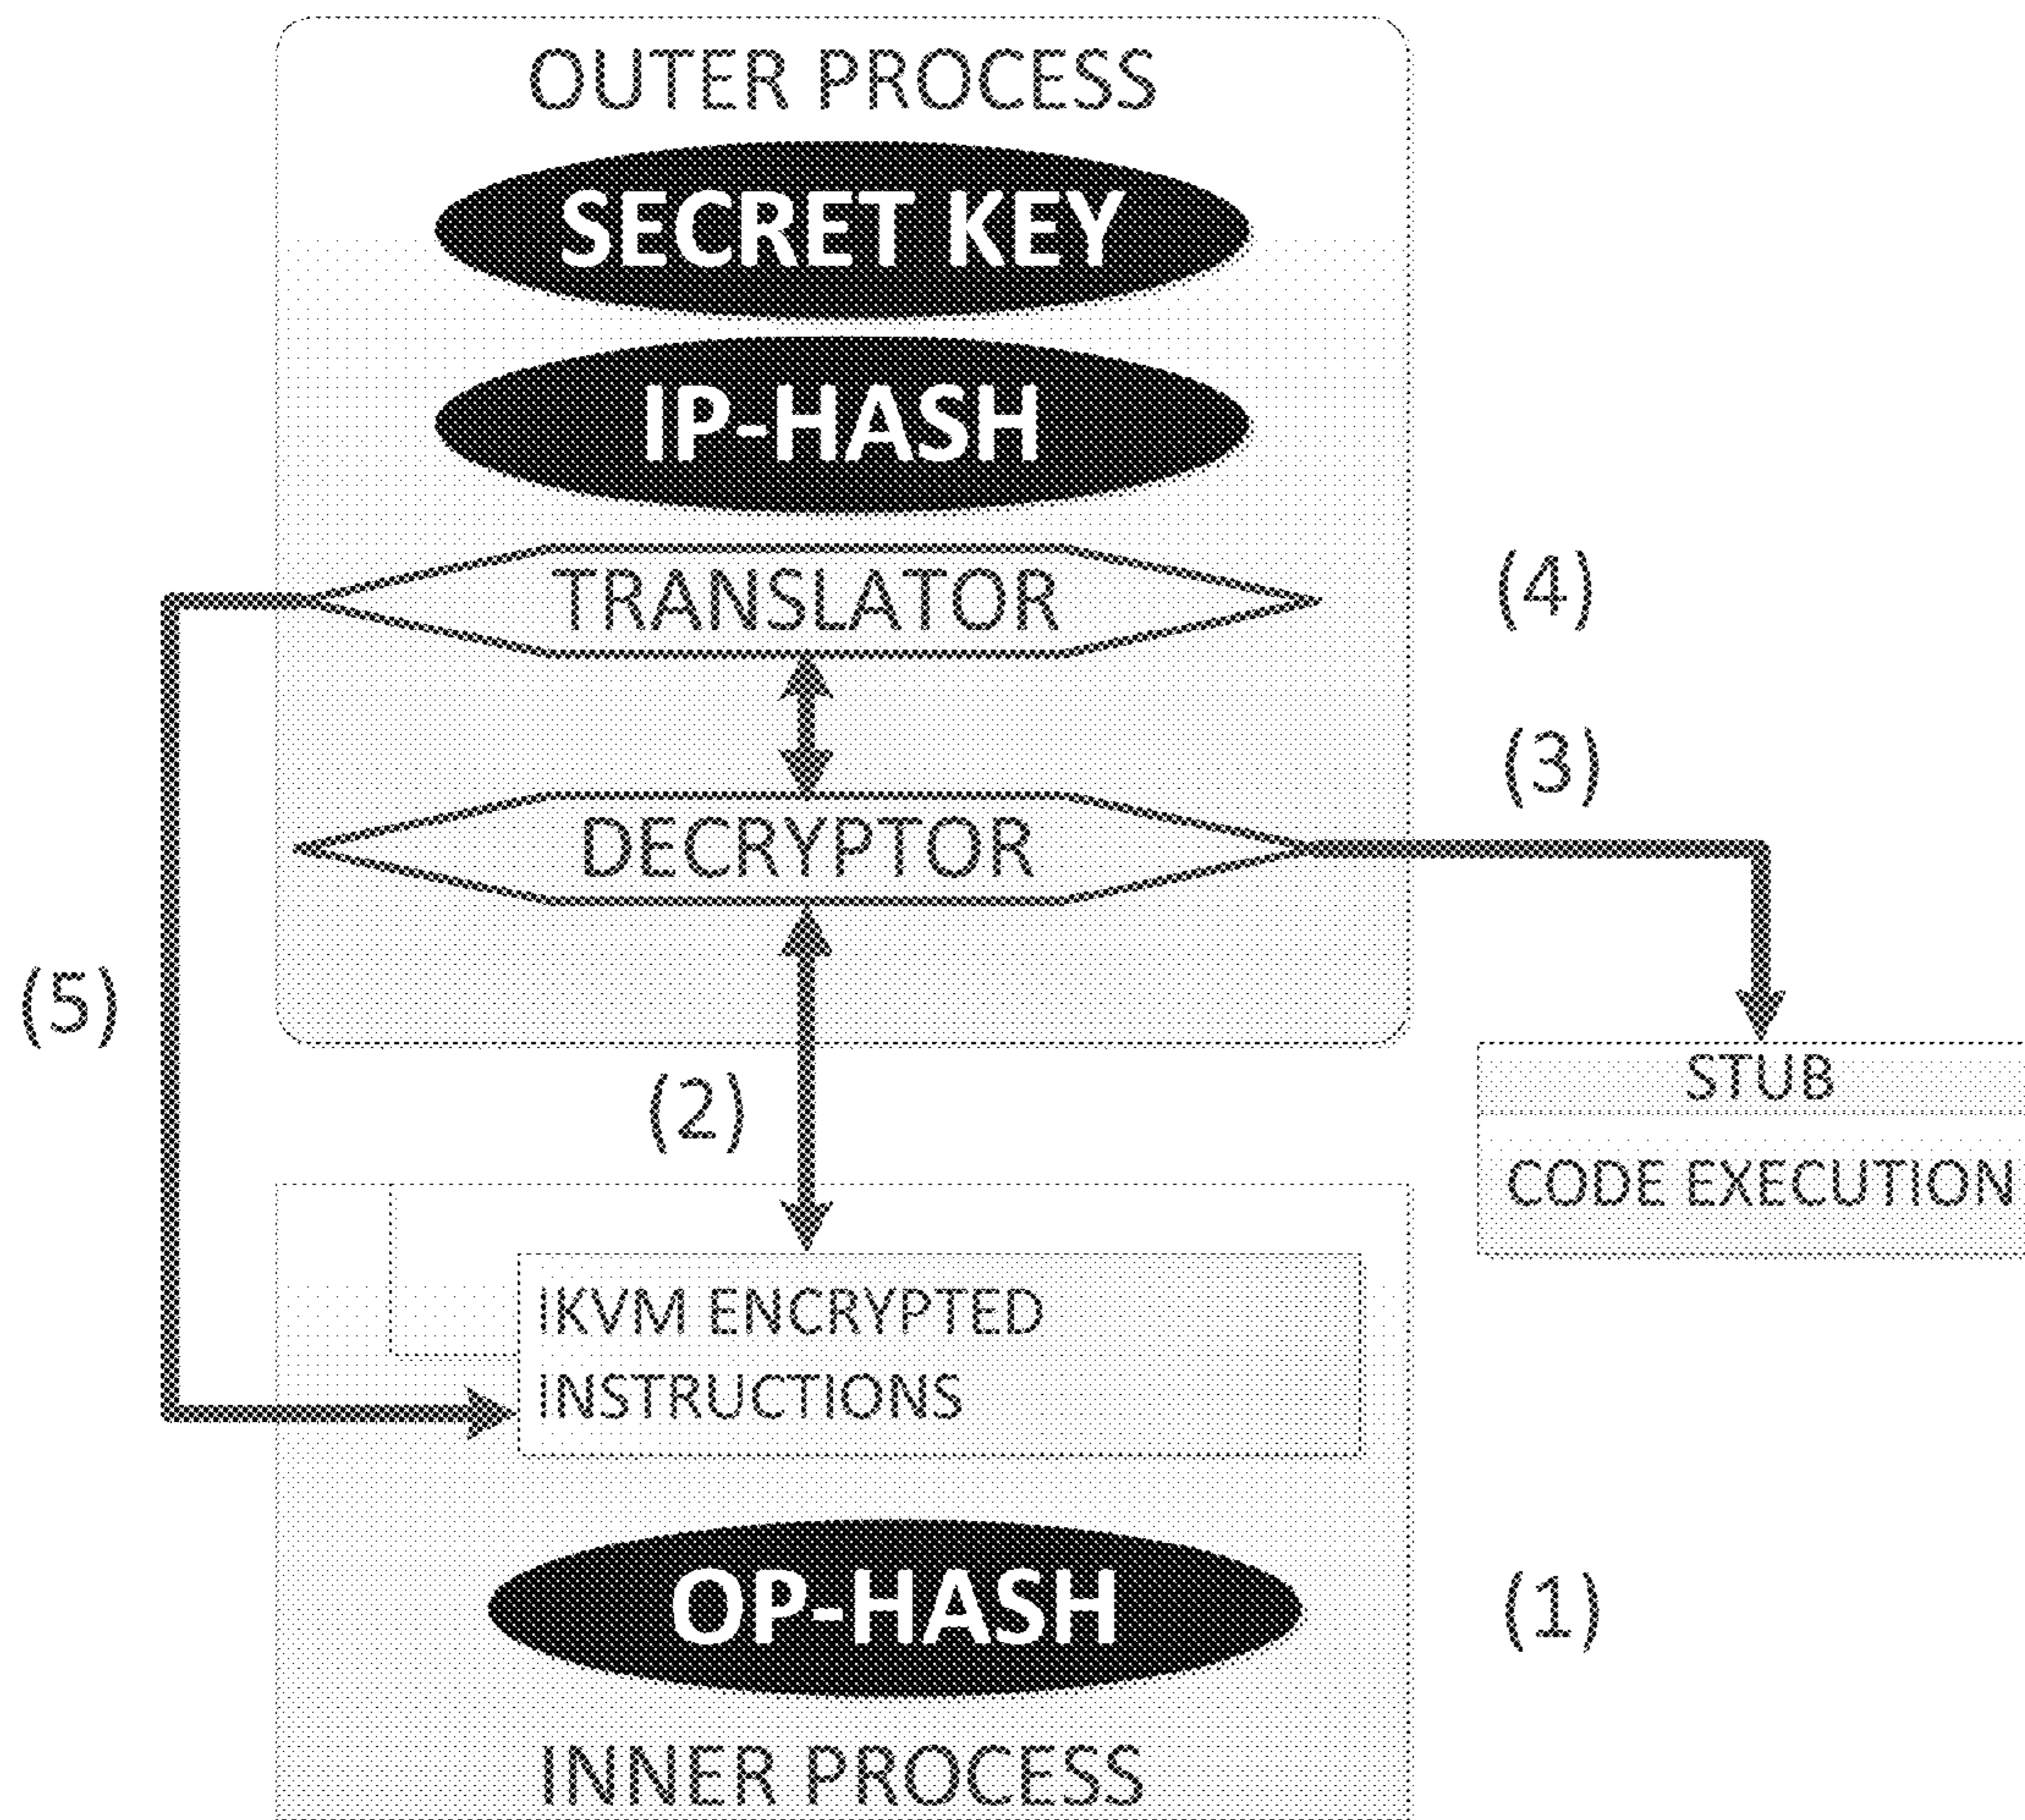 OUTER PROCESS
SECRET KEY
IP-HASH
TRANSLATOR
(4)
(3)
DECRYPTOR
(5)
(2)
STUB
CODE EXECUTION
IKVM ENCRYPTED
INSTRUCTIONS
OP-HASH
(1)
INNER PROCESS